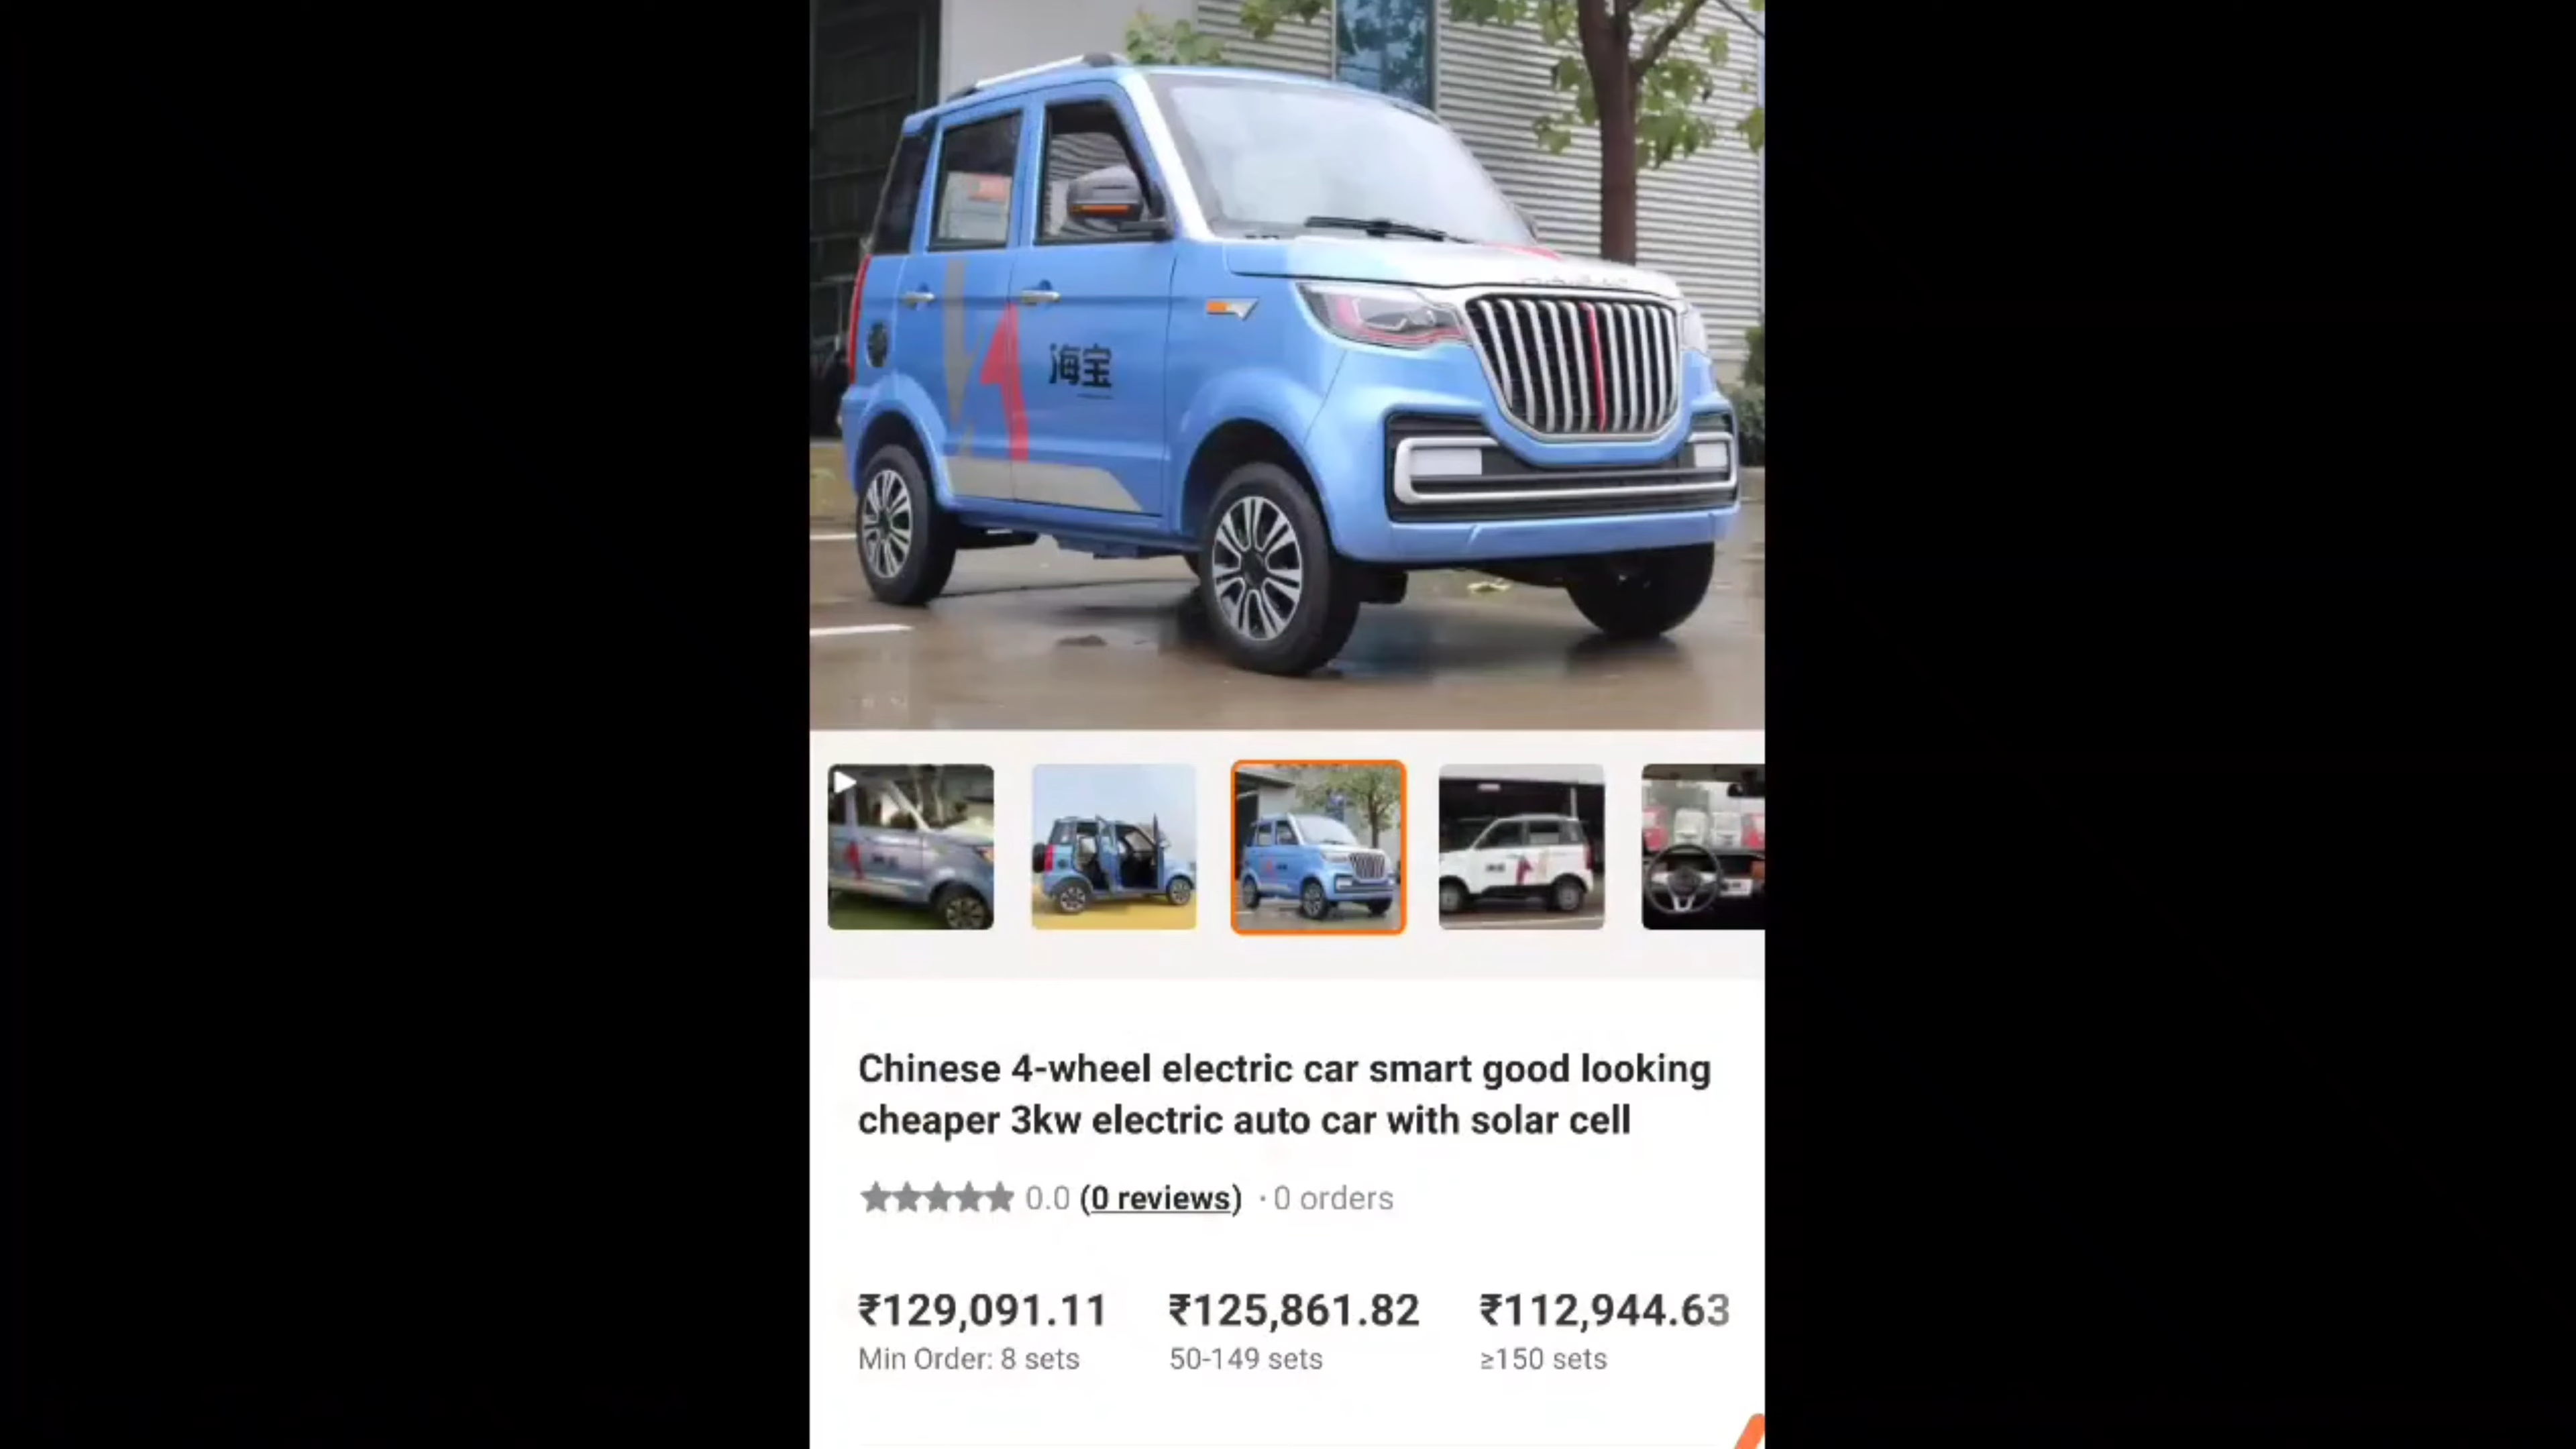 海宝
Chinese 4-wheel electric car smart good looking
cheaper 3kw electric auto car with solar cell
0.0 (0 reviews) · 0 orders
₹129,091.11 ₹125,861.82 ₹112,944.63
Min Order: 8 sets 50-149 sets ≥150 sets